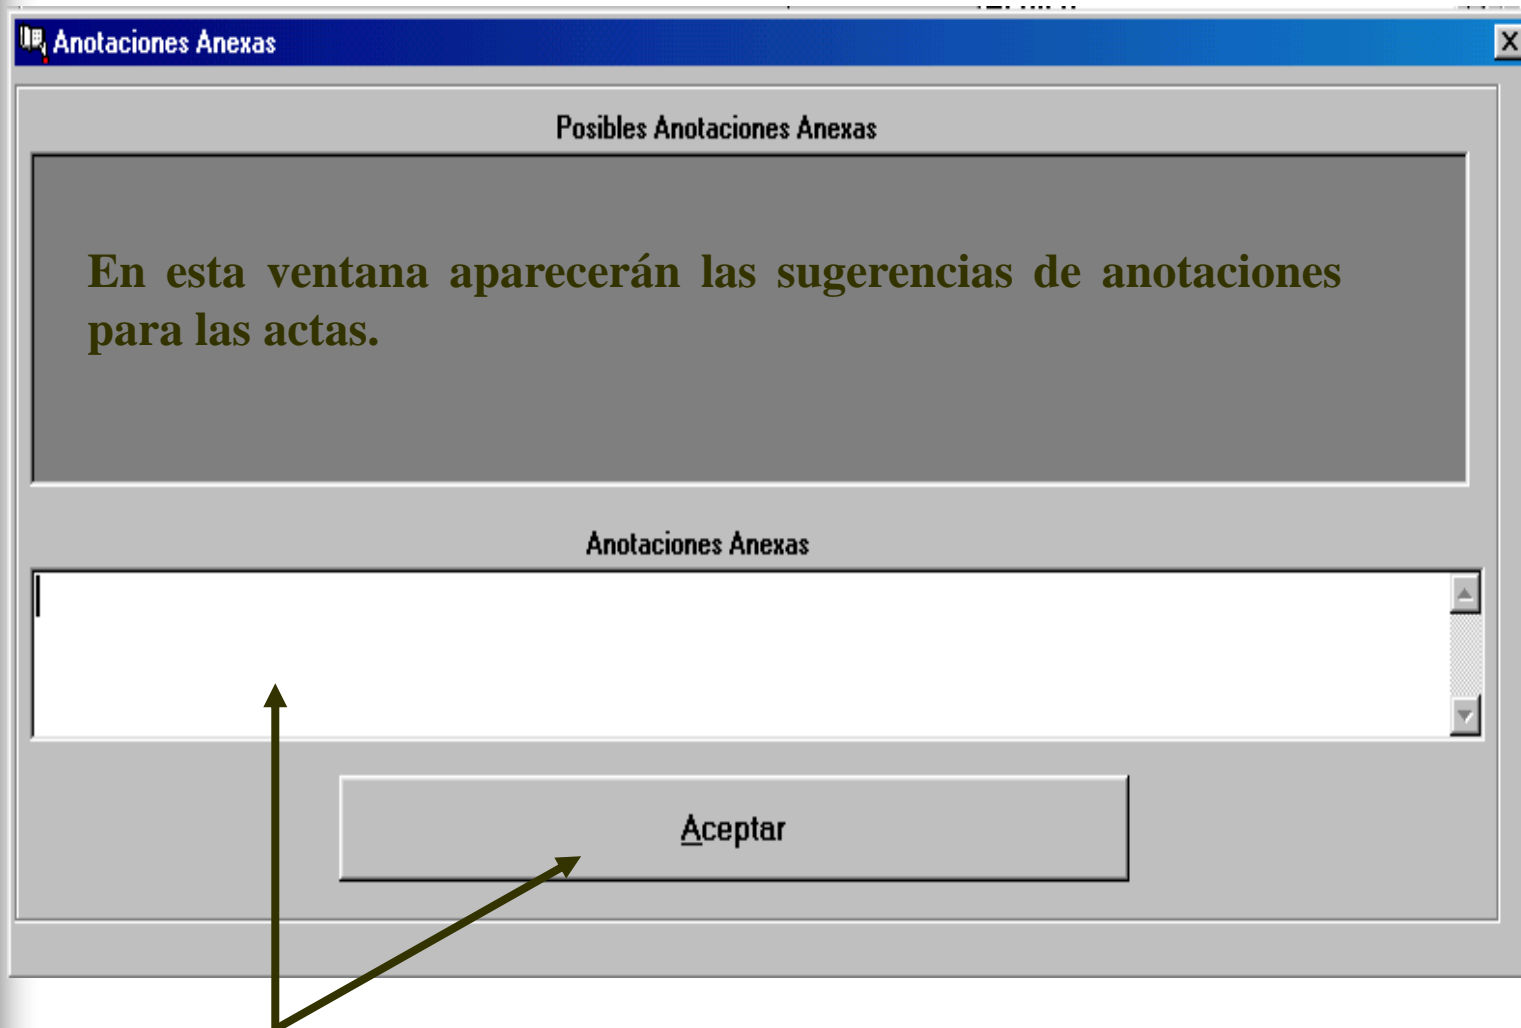 Anotaciones Anexas
Posibles Anotaciones Anexas
En esta ventana aparecerán las sugerencias de anotaciones
para las actas.
Anotaciones Anexas
Aceptar